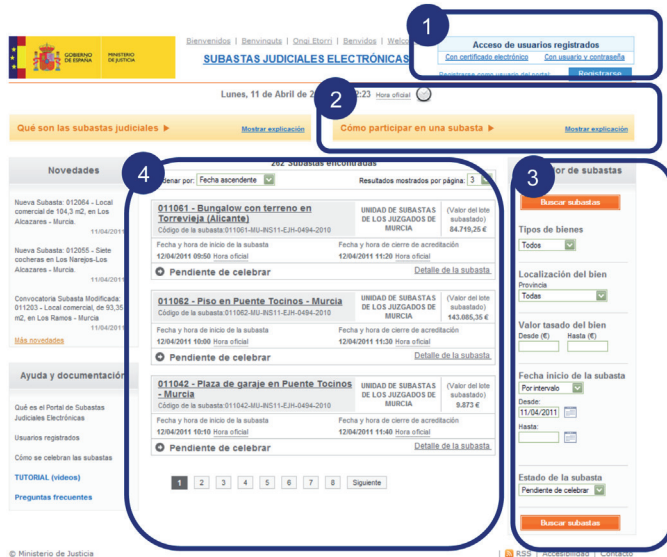 1
Bienvenidos | Benvinguts | Ongi Etorri | Benvidos |
GOBIERNO DE ESPAÑA
MINISTERIO DE JUSTICIA
SUBASTAS JUDICIALES ELECTRÓNICAS
Acceso de usuarios registrados
Con certificado electrónico Con usuario y contraseña
Registrarse como usuario del portal: Registrarse
Lunes, 11 de Abril de Hora oficial
2
Qué son las subastas judiciales Mostrar explicación
Cómo participar en una subasta Mostrar explicación
4
3
Novedades
Nueva Subasta: 012064 - Local
comercial de 104,3 m2, en Los
Alcazares - Murcia.
11/04/2011
Nueva Subasta: 012055 - Siete
cocheras en Los Narejos-Los
Alcazares - Murcia.
11/04/2011
Convocatoria Subasta Modificada:
011203 - Local comercial, de 93,35
m2, en Los Ramos - Murcia
11/04/2011
Más novedades
Ayuda y documentación
Qué es el Portal de Subastas
Judiciales Electrónicas
Usuarios registrados
Cómo se celebran las subastas
TUTORIAL (videos)
Preguntas frecuentes
262 Subastas encontradas
por: Fecha ascendente Resultados mostrados por página: 3
011061 - Bungalow con terreno en
Torrevieja (Alicante)
Código de la subasta:011061-MU-INS11-EJH-0494-2010
UNIDAD DE SUBASTAS
DE LOS JUZGADOS DE
MURCIA
(Valor del lote
subastado)
84.719,25 €
Fecha y hora de inicio de la subasta Fecha y hora de cierre de acreditación
12/04/2011 09:50 Hora oficial 12/04/2011 11:20 Hora oficial
Pendiente de celebrar Detalle de la subasta
011062 - Piso en Puente Tocinos - Murcia
Código de la subasta:011062-MU-INS11-EJH-0494-2010
UNIDAD DE SUBASTAS
DE LOS JUZGADOS DE
MURCIA
(Valor del lote
subastado)
143.085,35 €
Fecha y hora de inicio de la subasta Fecha y hora de cierre de acreditación
12/04/2011 10:00 Hora oficial 12/04/2011 11:30 Hora oficial
Pendiente de celebrar Detalle de la subasta
011042 - Plaza de garaje en Puente Tocinos
- Murcia
Código de la subasta:011042-MU-INS11-EJH-0494-2010
UNIDAD DE SUBASTAS
DE LOS JUZGADOS DE
MURCIA
(Valor del lote
subastado)
9.873 €
Fecha y hora de inicio de la subasta Fecha y hora de cierre de acreditación
12/04/2011 10:10 Hora oficial 12/04/2011 11:40 Hora oficial
Pendiente de celebrar Detalle de la subasta
1 2 3 4 5 6 7 8 Siguiente
de subastas
Buscar subastas
Tipos de bienes
Todos
Localización del bien
Provincia
Todas
Valor tasado del bien
Desde (€) Hasta (€)
Fecha inicio de la subasta
Por intervalo
Desde:
11/04/2011
Hasta:
Estado de la subasta
Pendiente de celebrar
Buscar subastas
© Ministerio de Justicia | RSS | Accesibilidad | Contacto